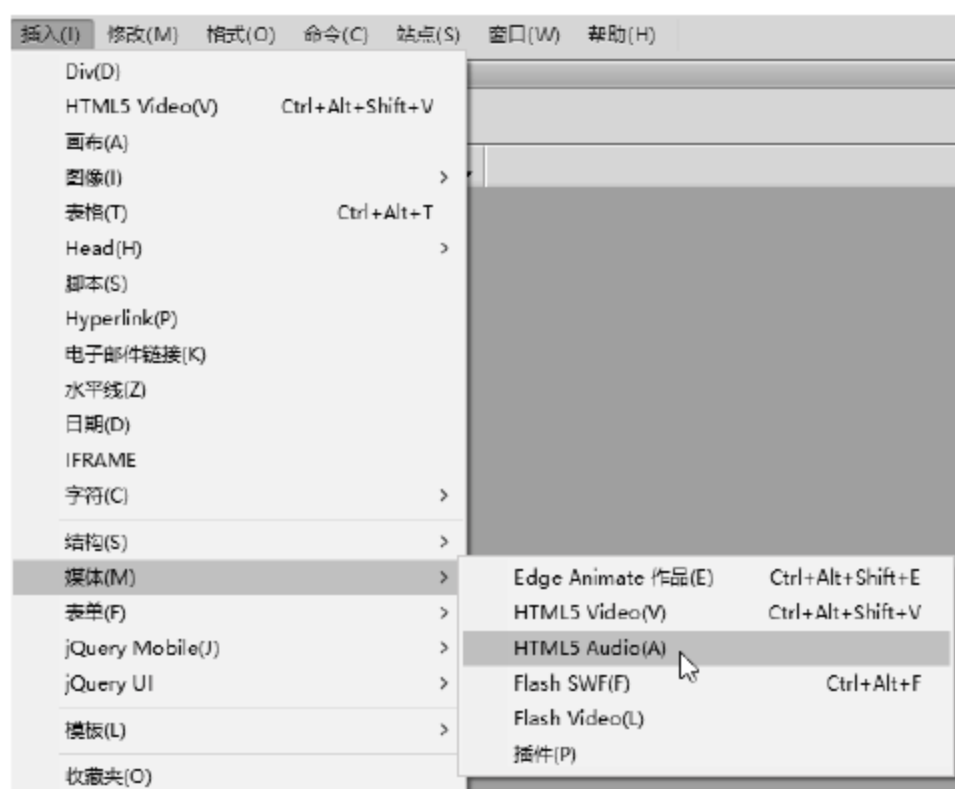 插入(I) 修改(M) 格式(O) 命令(C) 站点(S) 窗口(W) 帮助(H)
Div(D)
HTML5 Video(V) Ctrl+Alt+Shift+V
画布(A)
图像(I) >
表格(T) Ctrl+Alt+T
Head(H) >
脚本(S)
Hyperlink(P)
电子邮件链接(K)
水平线(Z)
日期(D)
IFRAME
字符(C) >
结构(S) >
媒体(M) >
表单(F) >
jQuery Mobile(J) >
jQuery UI >
模板(L) >
收藏夹(O)
Edge Animate 作品(E) Ctrl+Alt+Shift+E
HTML5 Video(V) Ctrl+Alt+Shift+V
HTML5 Audio(A)
Flash SWF(F) Ctrl+Alt+F
Flash Video(L)
插件(P)